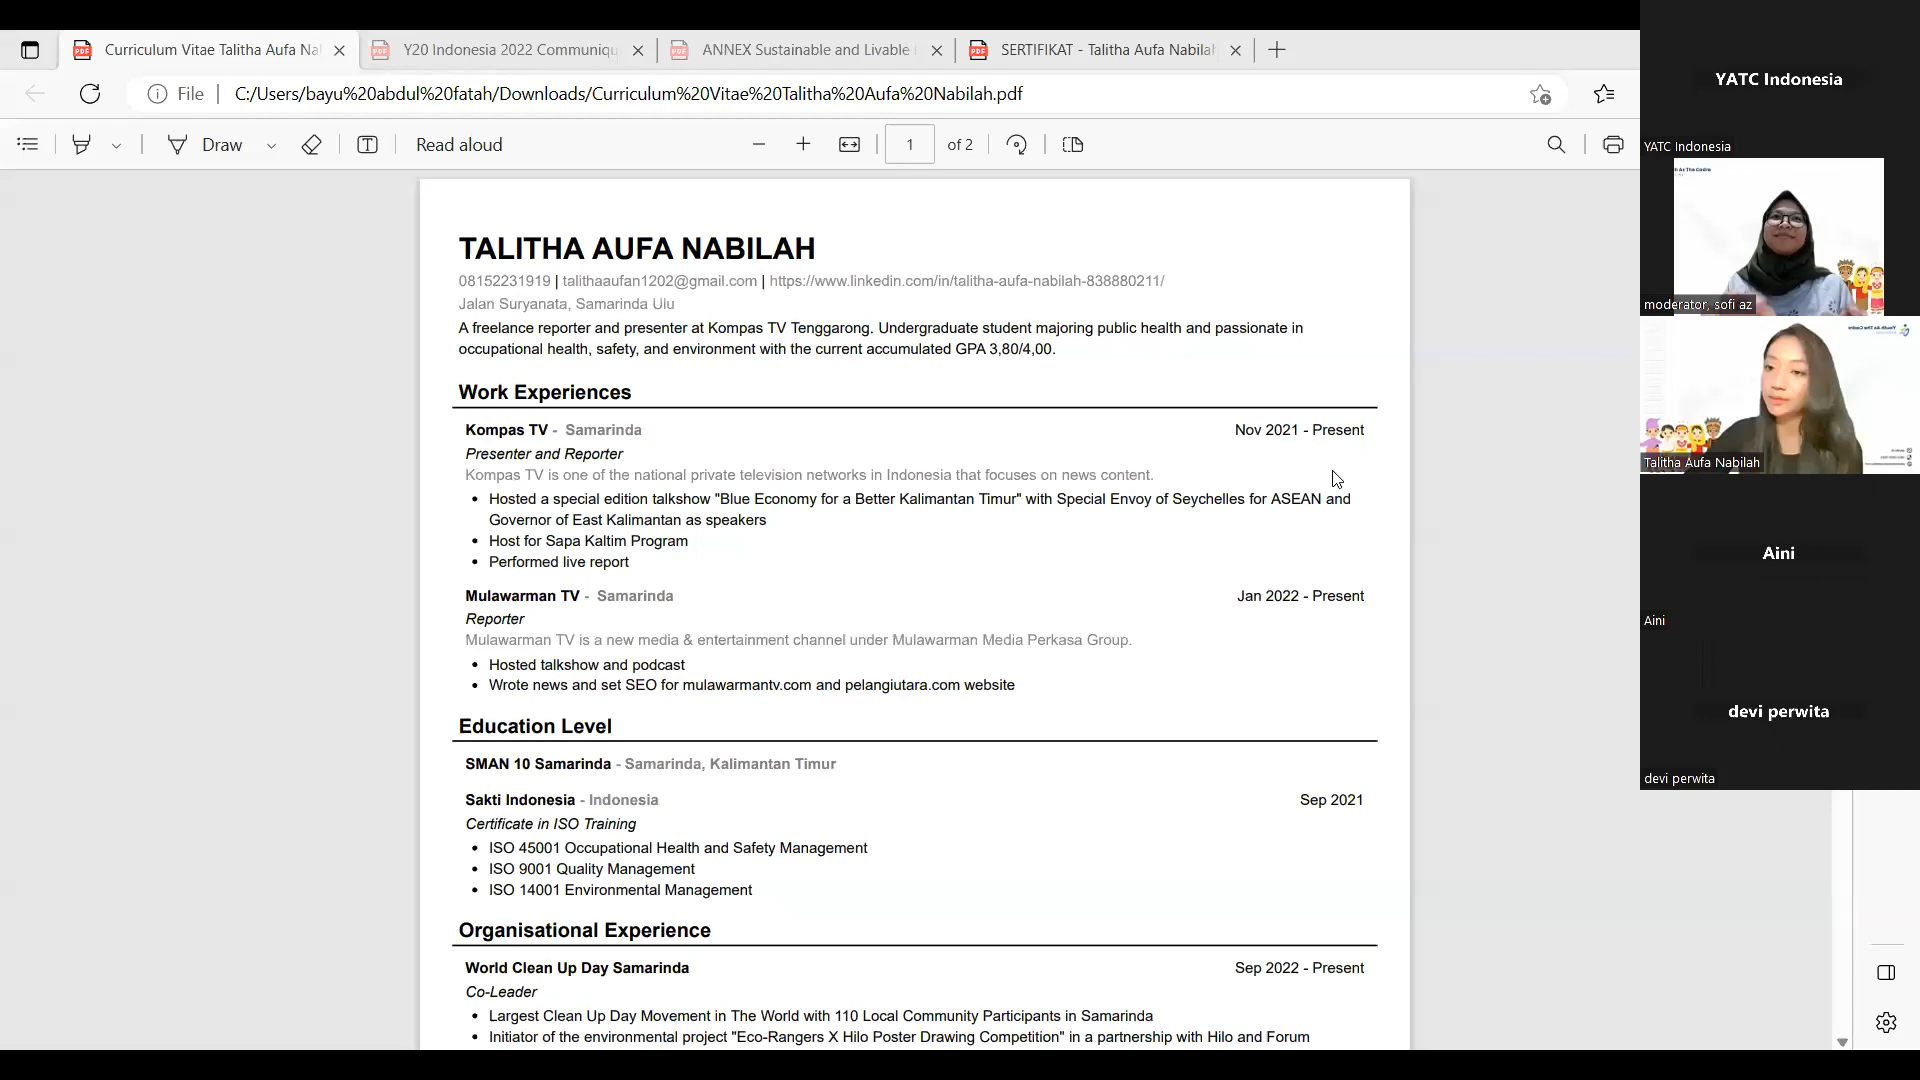 Curriculum Vitae Talitha Aufa Na
Y20 Indonesia 2022 Communiqu
ANNEX Sustainable and Livable
SERTIFIKAT - Talitha Aufa Nabilah
File
C:/Users/bayu%20abdul%20fatah/Downloads/Curriculum%20Vitae%20Talitha%20Aufa%20Nabilah.pdf
Draw
Read aloud
1 of 2
TALITHA AUFA NABILAH
08152231919 | talithaaufan1202@gmail.com | https://www.linkedin.com/in/talitha-aufa-nabilah-838880211/
Jalan Suryanata, Samarinda Ulu
A freelance reporter and presenter at Kompas TV Tenggarong. Undergraduate student majoring public health and passionate in
occupational health, safety, and environment with the current accumulated GPA 3,80/4,00.
Work Experiences
Kompas TV - Samarinda Nov 2021 - Present
Presenter and Reporter
Kompas TV is one of the national private television networks in Indonesia that focuses on news content.
• Hosted a special edition talkshow "Blue Economy for a Better Kalimantan Timur" with Special Envoy of Seychelles for ASEAN and
Governor of East Kalimantan as speakers
• Host for Sapa Kaltim Program
• Performed live report
Mulawarman TV - Samarinda Jan 2022 - Present
Reporter
Mulawarman TV is a new media & entertainment channel under Mulawarman Media Perkasa Group.
• Hosted talkshow and podcast
• Wrote news and set SEO for mulawarmantv.com and pelangiutara.com website
Education Level
SMAN 10 Samarinda - Samarinda, Kalimantan Timur
Sakti Indonesia - Indonesia Sep 2021
Certificate in ISO Training
• ISO 45001 Occupational Health and Safety Management
• ISO 9001 Quality Management
• ISO 14001 Environmental Management
Organisational Experience
World Clean Up Day Samarinda Sep 2022 - Present
Co-Leader
• Largest Clean Up Day Movement in The World with 110 Local Community Participants in Samarinda
• Initiator of the environmental project "Eco-Rangers X Hilo Poster Drawing Competition" in a partnership with Hilo and Forum
YATC Indonesia
YATC Indonesia
As The Cadre
moderator, sofi az
Youth As The Cadre
Talitha Aufa Nabilah
Aini
Aini
devi perwita
devi perwita